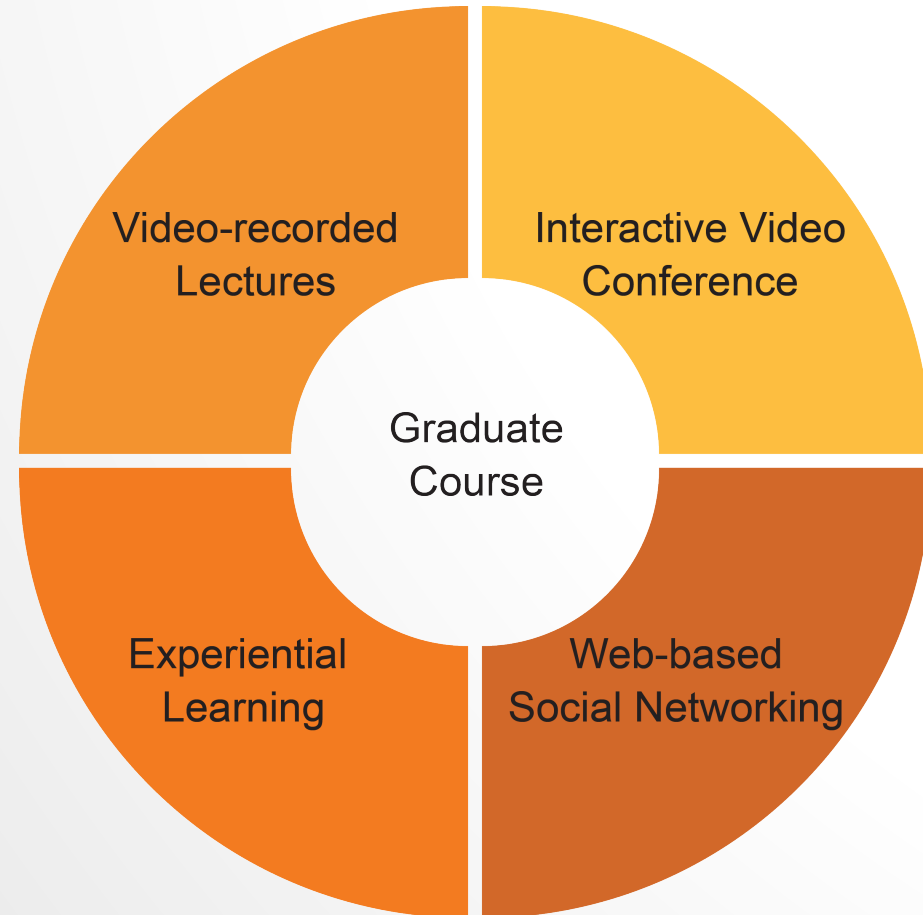 Video-recorded
Lectures
Interactive Video
Conference
Graduate
Course
Experiential
Learning
Web-based
Social Networking